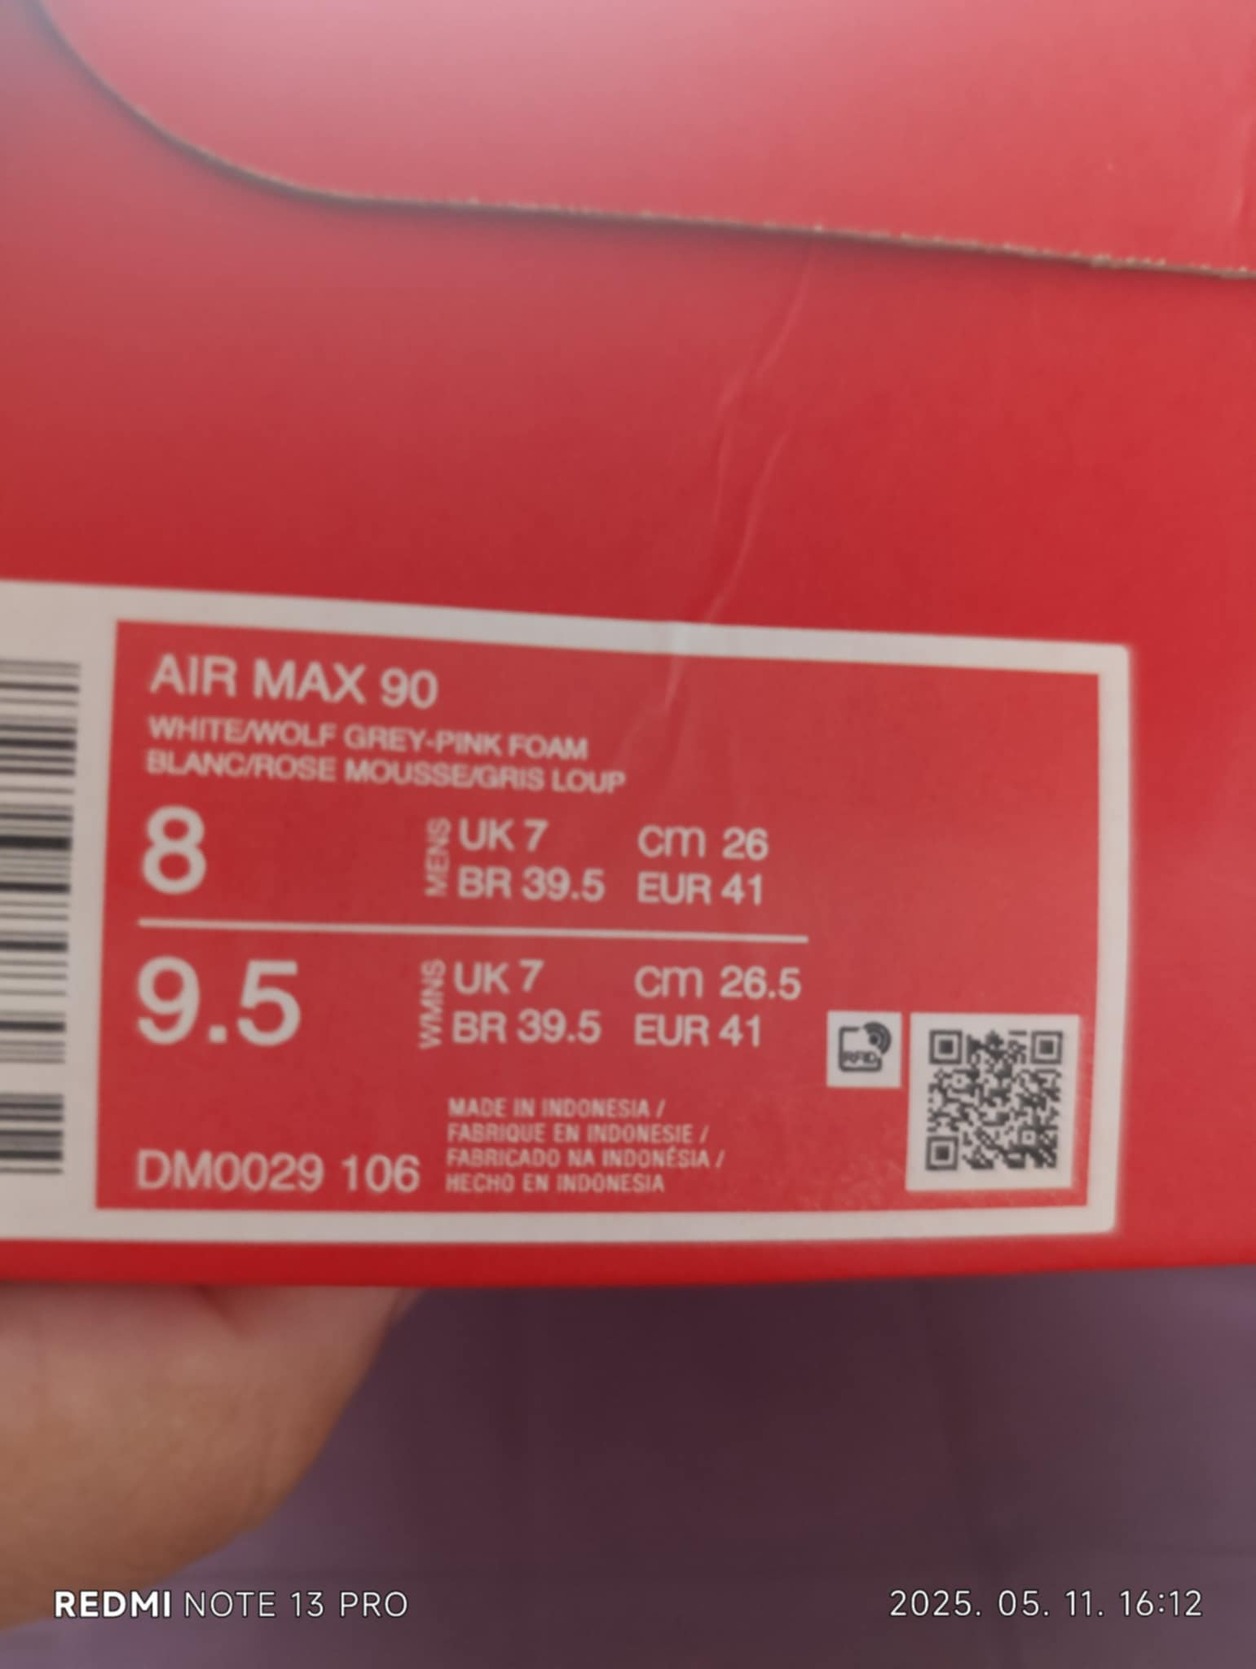 AIR MAX 90
WHITE/WOLF GREY-PINK FOAM
BLANC/ROSE MOUSSE/GRIS LOUP
8
MENS
UK 7 cm 26
BR 39.5 EUR 41
9.5
WMNS
UK 7 cm 26.5
BR 39.5 EUR 41
RFID
MADE IN INDONESIA /
FABRIQUE EN INDONESIE /
FABRICADO NA INDONÉSIA /
HECHO EN INDONESIA
DM0029 106
REDMI NOTE 13 PRO
2025. 05. 11. 16:12